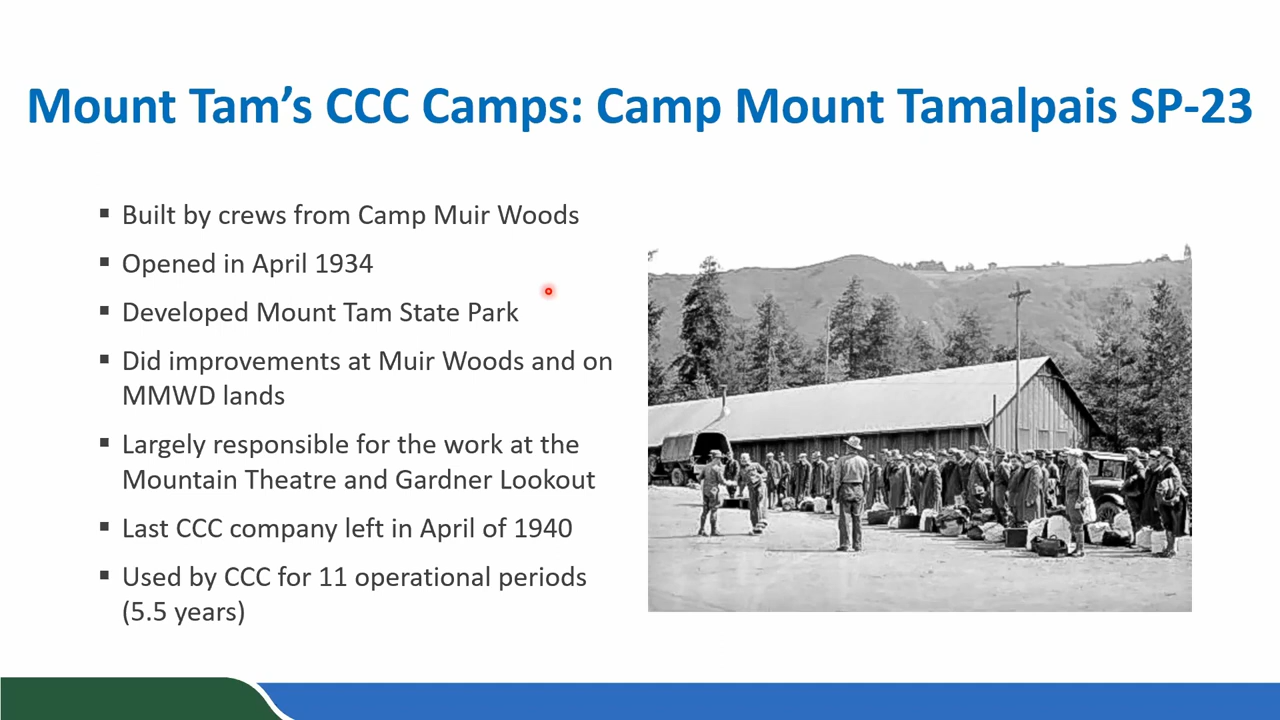 Mount Tam's CCC Camps: Camp Mount Tamalpais SP-23
▪ Built by crews from Camp Muir Woods
▪ Opened in April 1934
▪ Developed Mount Tam State Park
▪ Did improvements at Muir Woods and on
MMWD lands
▪ Largely responsible for the work at the
Mountain Theatre and Gardner Lookout
▪ Last CCC company left in April of 1940
▪ Used by CCC for 11 operational periods
(5.5 years)